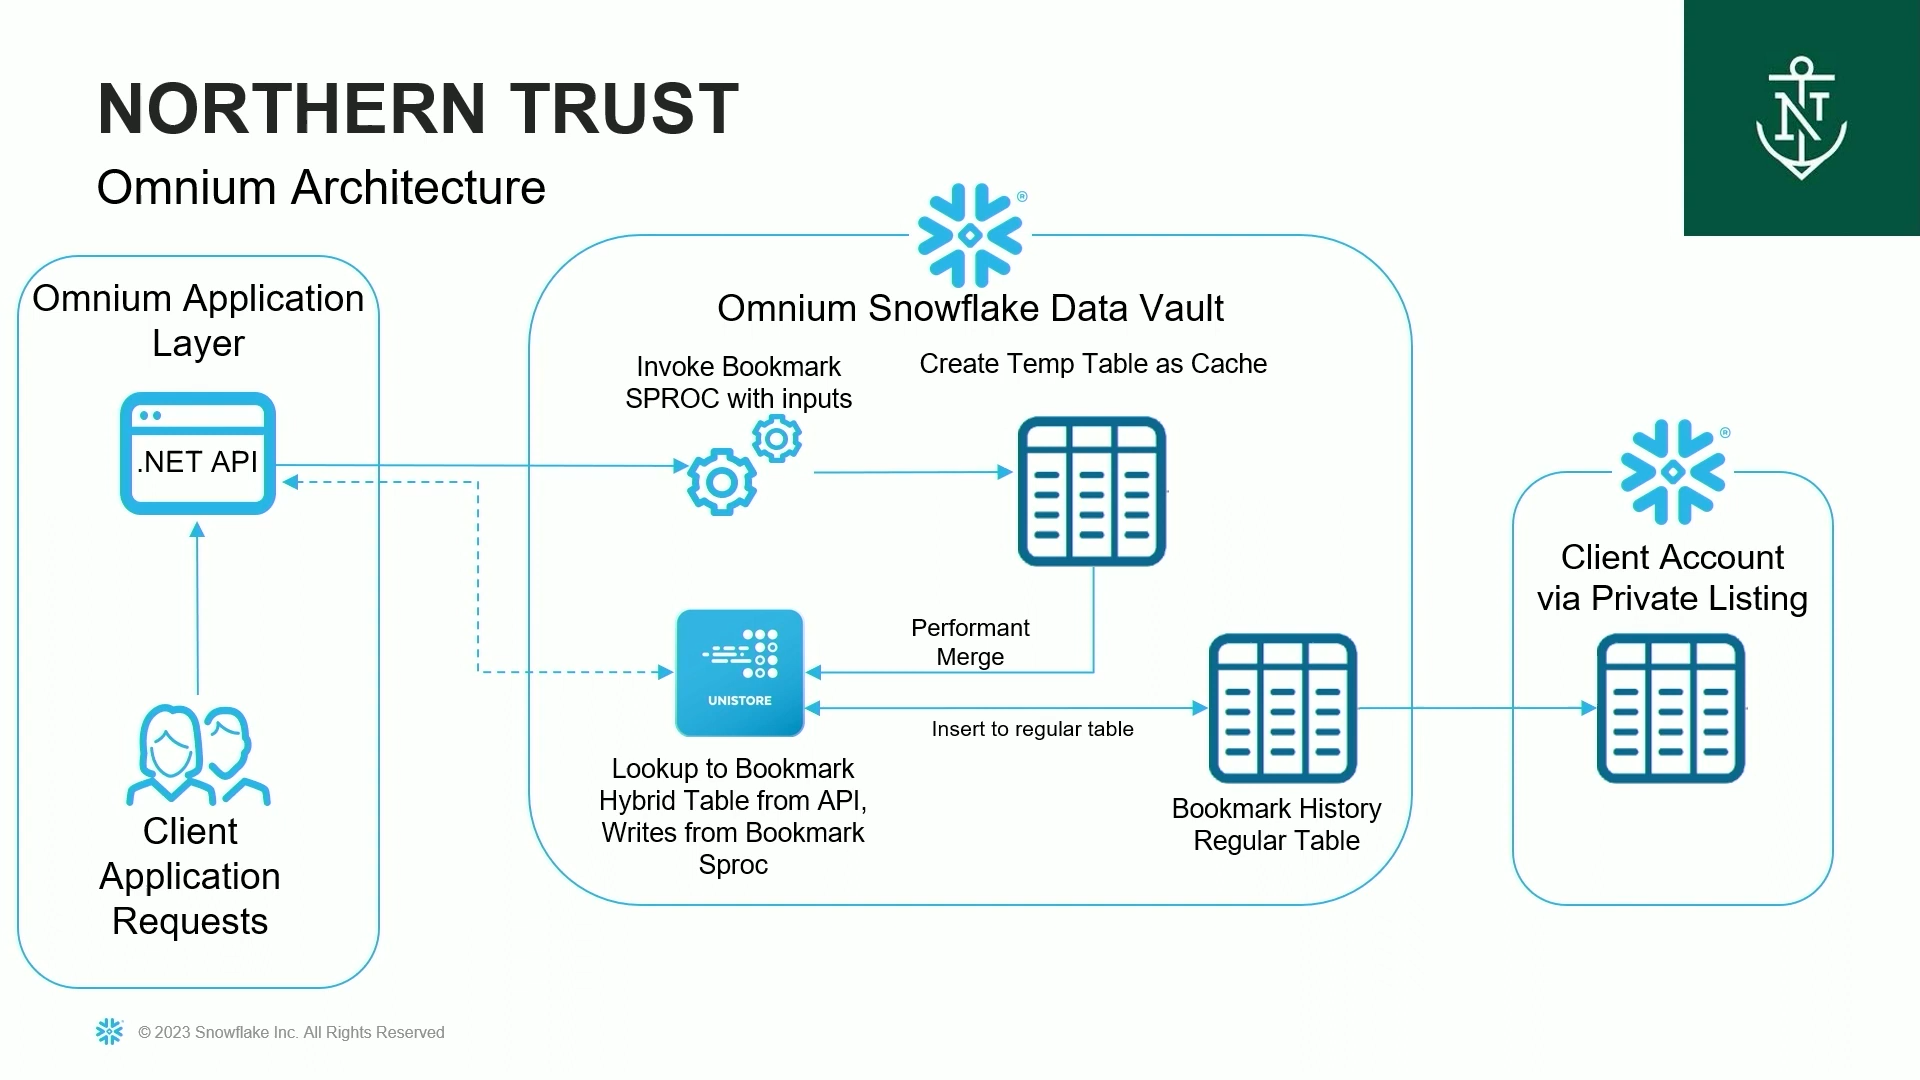 NORTHERN TRUST
Omnium Architecture
NT
Omnium Application
Layer
.NET API
Client
Application
Requests
®
Omnium Snowflake Data Vault
Invoke Bookmark
SPROC with inputs
Create Temp Table as Cache
Performant
Merge
UNISTORE
Insert to regular table
Lookup to Bookmark
Hybrid Table from API,
Writes from Bookmark
Sproc
Bookmark History
Regular Table
®
Client Account
via Private Listing
© 2023 Snowflake Inc. All Rights Reserved